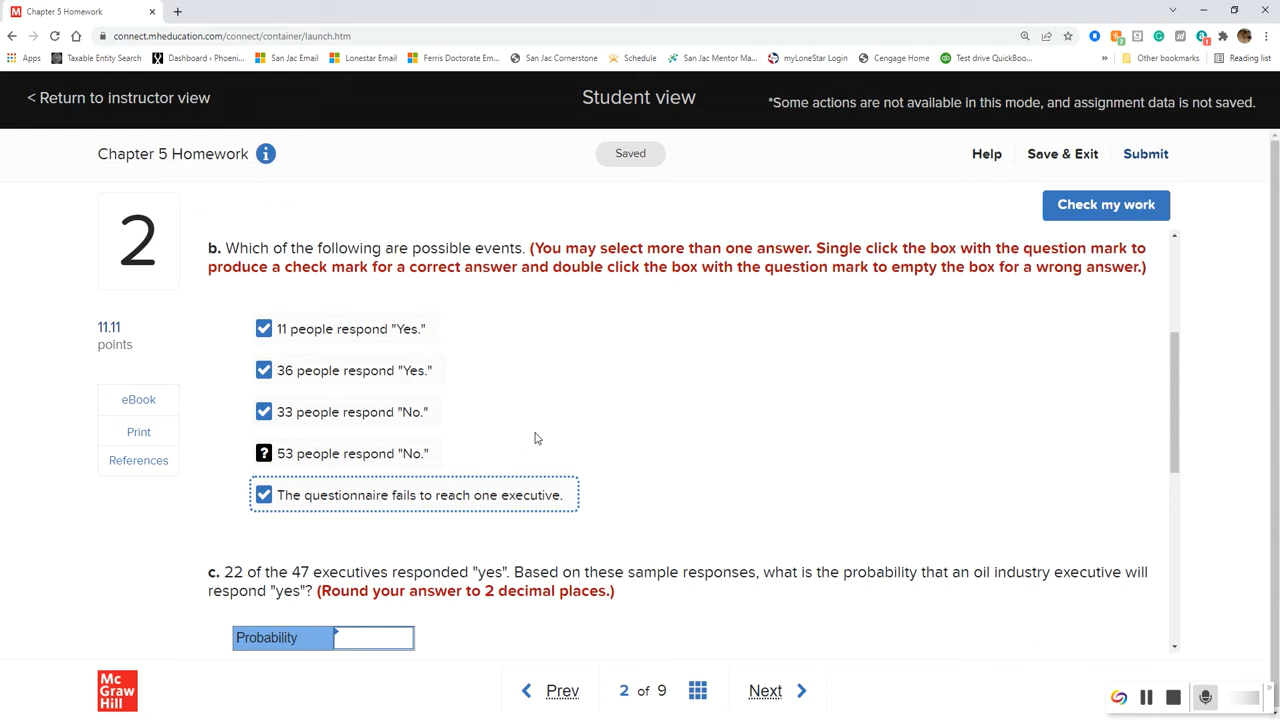 Chapter 5 Homework
connect.mheducation.com/connect/container/launch.htm
Apps
Taxable Entity Search
Dashboard ‹ Phoeni...
San Jac Email
Lonestar Email
Ferris Doctorate Em...
San Jac Cornerstone
Schedule
San Jac Mentor Ma...
myLoneStar Login
Cengage Home
Test drive QuickBoo...
»
Other bookmarks
Reading list
< Return to instructor view
Student view
*Some actions are not available in this mode, and assignment data is not saved.
Chapter 5 Homework
Saved
Help
Save & Exit
Submit
2
Check my work
b. Which of the following are possible events. (You may select more than one answer. Single click the box with the question mark to
produce a check mark for a correct answer and double click the box with the question mark to empty the box for a wrong answer.)
11.11
points
eBook
Print
References
11 people respond "Yes."
36 people respond "Yes."
33 people respond "No."
? 53 people respond "No."
The questionnaire fails to reach one executive.
c. 22 of the 47 executives responded "yes". Based on these sample responses, what is the probability that an oil industry executive will
respond "yes"? (Round your answer to 2 decimal places.)
Probability
Mc
Graw
Hill
Prev
2 of 9
Next